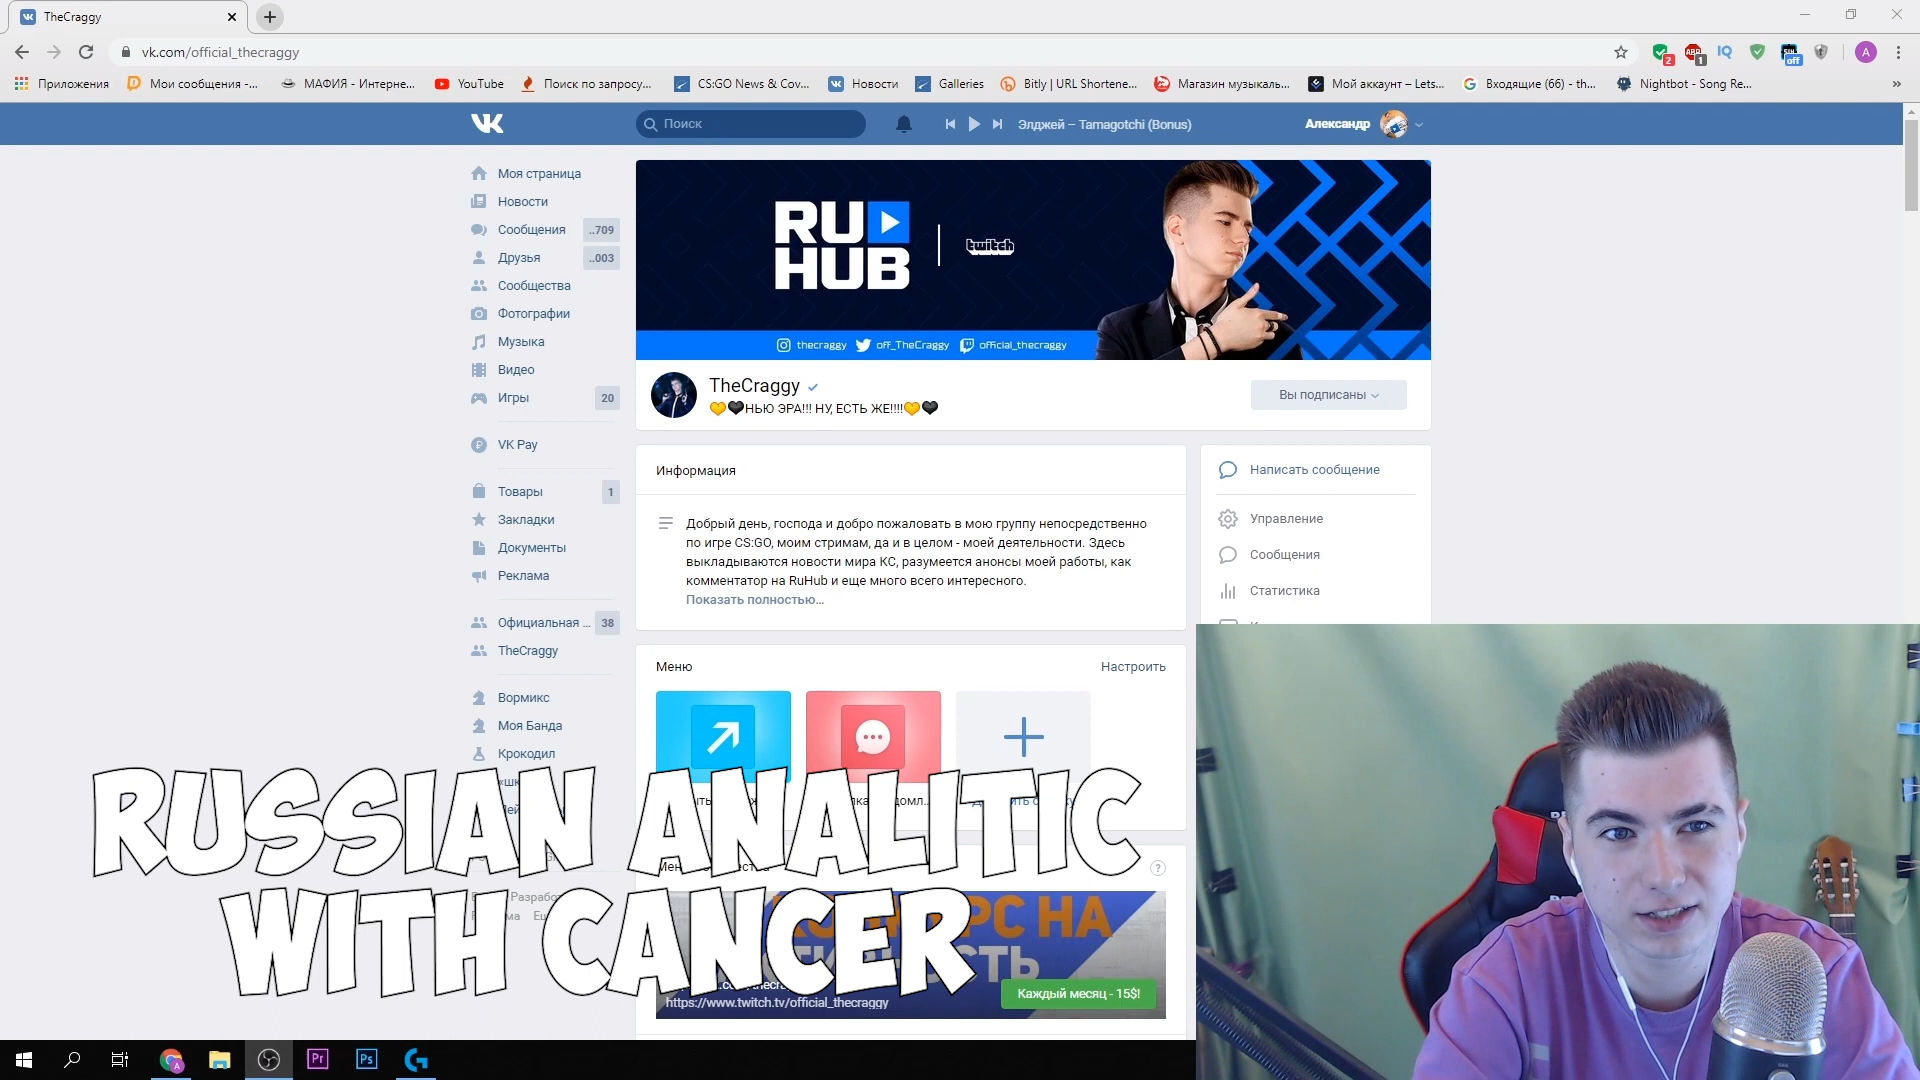 TheCraggy
vk.com/official_thecraggy
Приложения
Мои сообщения -...
МАФИЯ - Интерне...
YouTube
Поиск по запросу...
CS:GO News & Cov...
Новости
Galleries
Bitly | URL Shortene...
Магазин музыкаль...
Мой аккаунт – Lets...
Входящие (66) - th...
Nightbot - Song Re...
Поиск
Элджей – Tamagotchi (Bonus)
Александр
Моя страница
Новости
Сообщения ..709
Друзья ..003
Сообщества
Фотографии
Музыка
Видео
Игры 20
VK Pay
Товары 1
Закладки
Документы
Реклама
Официальная ... 38
TheCraggy
Вормикс
Моя Банда
Крокодил
RU
HUB
twitch
thecraggy off_TheCraggy official_thecraggy
TheCraggy
НЬЮ ЭРА!!! НУ, ЕСТЬ ЖЕ!!!!
Вы подписаны
Информация
Добрый день, господа и добро пожаловать в мою группу непосредственно
по игре CS:GO, моим стримам, да и в целом - моей деятельности. Здесь
выкладываются новости мира КС, разумеется анонсы моей работы, как
комментатор на RuHub и еще много всего интересного.
Показать полностью...
Написать сообщение
Управление
Сообщения
Статистика
Меню
Настроить
RUSSIAN ANALITIC
WITH CANCER
https://www.twitch.tv/official_thecraggy
Каждый месяц - 15$!